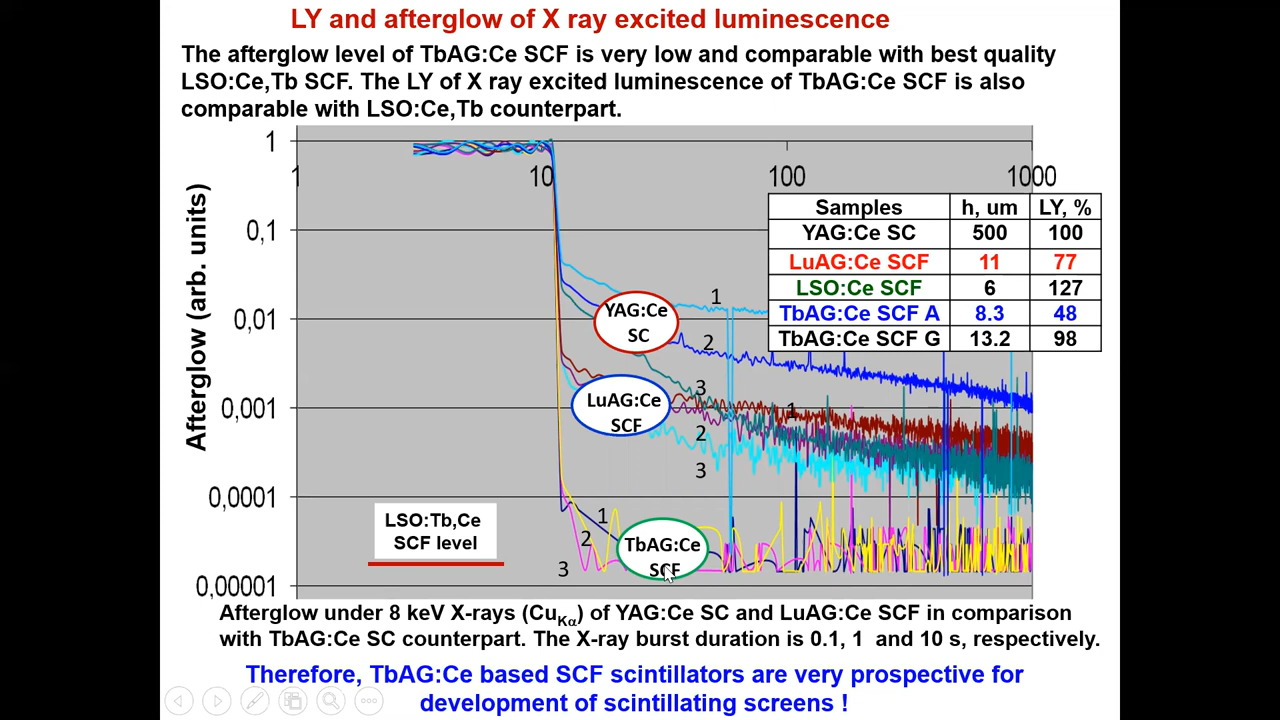 LY and afterglow of X ray excited luminescence
The afterglow level of TbAG:Ce SCF is very low and comparable with best quality
LSO:Ce,Tb SCF. The LY of X ray excited luminescence of TbAG:Ce SCF is also
comparable with LSO:Ce,Tb counterpart.
Afterglow (arb. units)
1
0,1
0,01
0,001
0,0001
0,00001
1 10 100 1000
Samples h, um LY, %
YAG:Ce SC 500 100
LuAG:Ce SCF 11 77
LSO:Ce SCF 6 127
TbAG:Ce SCF A 8.3 48
TbAG:Ce SCF G 13.2 98
1
YAG:Ce
SC
2
3
LuAG:Ce
SCF
1
2
3
LSO:Tb,Ce
SCF level
1
2
3
TbAG:Ce
SCF
Afterglow under 8 keV X-rays (CuKα) of YAG:Ce SC and LuAG:Ce SCF in comparison
with TbAG:Ce SC counterpart. The X-ray burst duration is 0.1, 1 and 10 s, respectively.
Therefore, TbAG:Ce based SCF scintillators are very prospective for
development of scintillating screens !